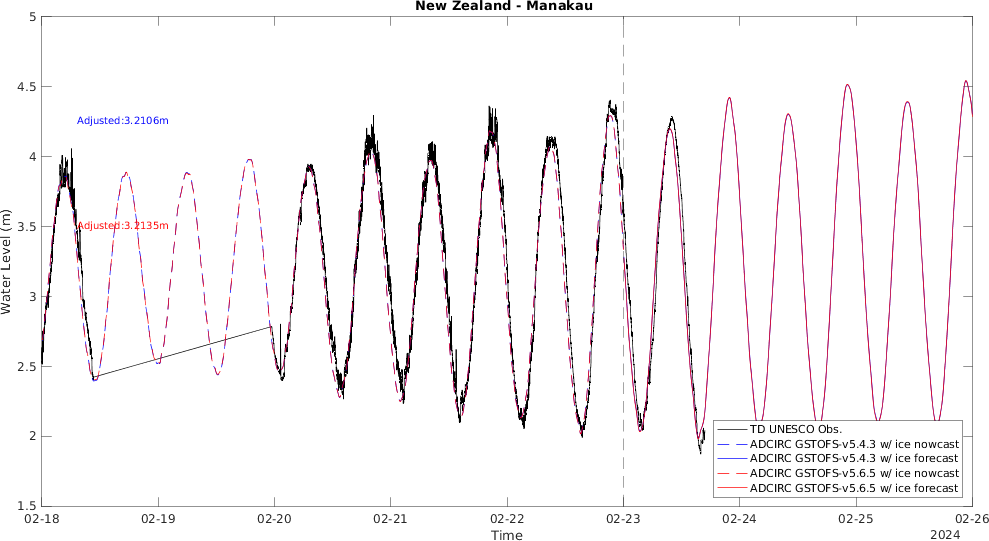 New Zealand - Manakau
5
4.5
4
3.5
3
2.5
2
1.5
Water Level (m)
Adjusted:3.2106m
Adjusted:3.2135m
TD UNESCO Obs.
ADCIRC GSTOFS-v5.4.3 w/ ice nowcast
ADCIRC GSTOFS-v5.4.3 w/ ice forecast
ADCIRC GSTOFS-v5.6.5 w/ ice nowcast
ADCIRC GSTOFS-v5.6.5 w/ ice forecast
02-18 02-19 02-20 02-21 02-22 02-23 02-24 02-25 02-26
Time
2024